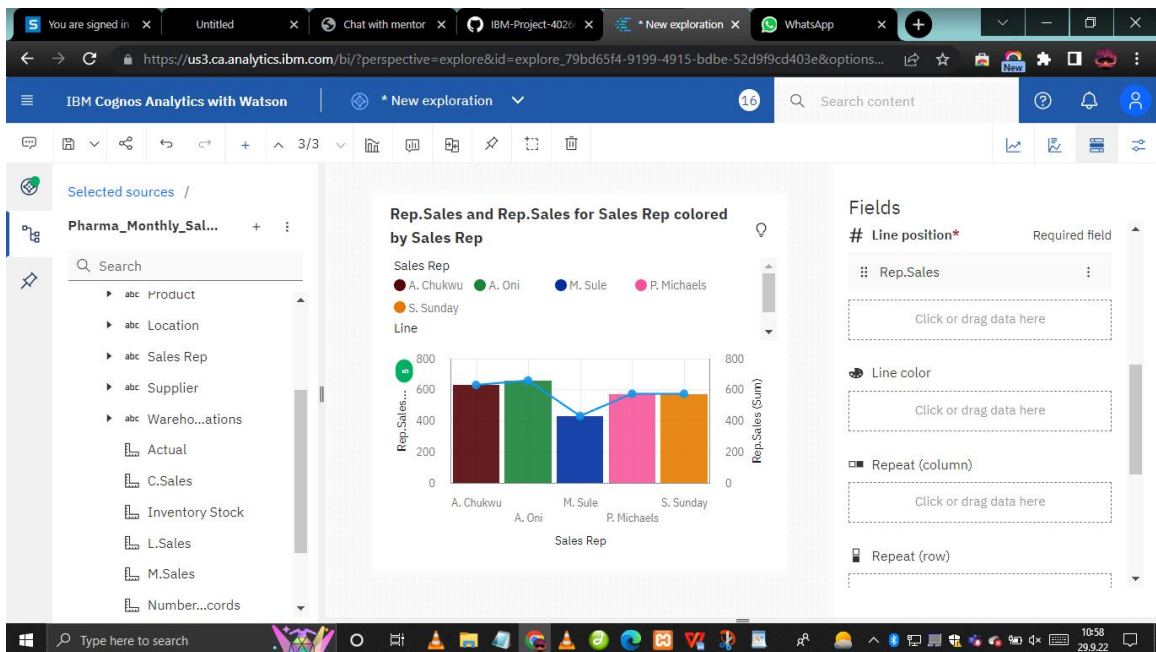 You are signed in
Untitled
Chat with mentor
IBM-Project-4026
* New exploration
WhatsApp
https://us3.ca.analytics.ibm.com/bi/?perspective=explore&id=explore_79bd65f4-9199-4915-bdbe-52d9f9cd403e&options...
New
IBM Cognos Analytics with Watson
* New exploration
16
Search content
3/3
Selected sources /
Pharma_Monthly_Sal...
Search
abc Product
abc Location
abc Sales Rep
abc Supplier
abc Wareho...ations
Actual
C.Sales
Inventory Stock
L.Sales
M.Sales
Number...cords
Rep.Sales and Rep.Sales for Sales Rep colored
by Sales Rep
Sales Rep
A. Chukwu A. Oni M. Sule P. Michaels
S. Sunday
Line
Rep.Sales...
800
600
400
200
0
800
600
400
200
0
Rep.Sales (Sum)
A. Chukwu
A. Oni
M. Sule
P. Michaels
S. Sunday
Sales Rep
Fields
# Line position* Required field
Rep.Sales
Click or drag data here
Line color
Click or drag data here
Repeat (column)
Click or drag data here
Repeat (row)
Type here to search
10:58
29.9.22